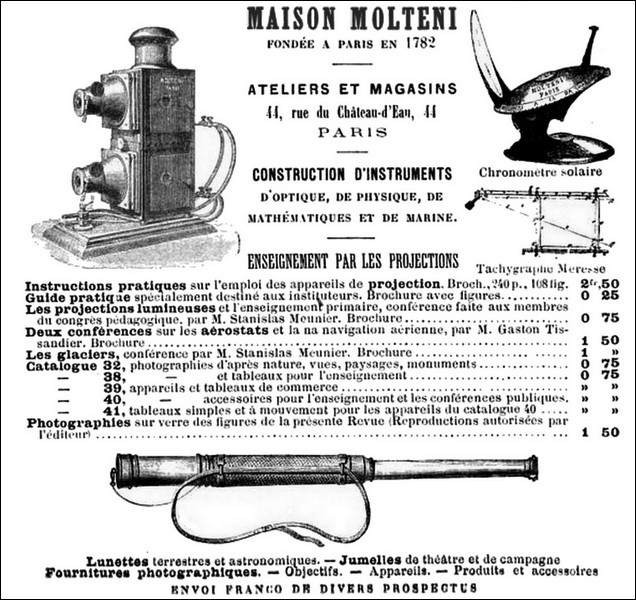 MAISON MOLTENI
FONDÉE A PARIS EN 1782
ATELIERS ET MAGASINS
44, rue du Château-d'Eau, 44
PARIS
CONSTRUCTION D'INSTRUMENTS
D'OPTIQUE, DE PHYSIQUE, DE
MATHÉMATIQUES ET DE MARINE.
ENSEIGNEMENT PAR LES PROJECTIONS
MOLTENI
PARIS
Chronomètre solaire
Tachygraphe Méresse
Instructions pratiques sur l'emploi des appareils de projection. Broch., 240 p., 108 fig. 2fr,50
Guide pratique spécialement destiné aux instituteurs. Brochure avec figures........ 0 25
Les projections lumineuses et l'enseignement primaire, conférence faite aux membres
du congrès pédagogique, par M. Stanislas Meunier. Brochure........ 0 75
Deux conférences sur les aérostats et la na navigation aérienne, par M. Gaston Tis-
sandier. Brochure........ 1 50
Les glaciers, conférence par M. Stanislas Meunier. Brochure........ 1 »
Catalogue 32, photographies d'après nature, vues, paysages, monuments........ 0 75
— 38, — et tableaux pour l'enseignement........ 0 75
— 39, appareils et tableaux de commerce........ » »
— 40, — accessoires pour l'enseignement et les conférences publiques. » »
— 41, tableaux simples et à mouvement pour les appareils du catalogue 40..... » »
Photographies sur verre des figures de la présente Revue (Reproductions autorisées par
l'éditeur)........ 1 50
Lunettes terrestres et astronomiques. — Jumelles de théâtre et de campagne
Fournitures photographiques. — Objectifs. — Appareils. — Produits et accessoires
ENVOI FRANCO DE DIVERS PROSPECTUS